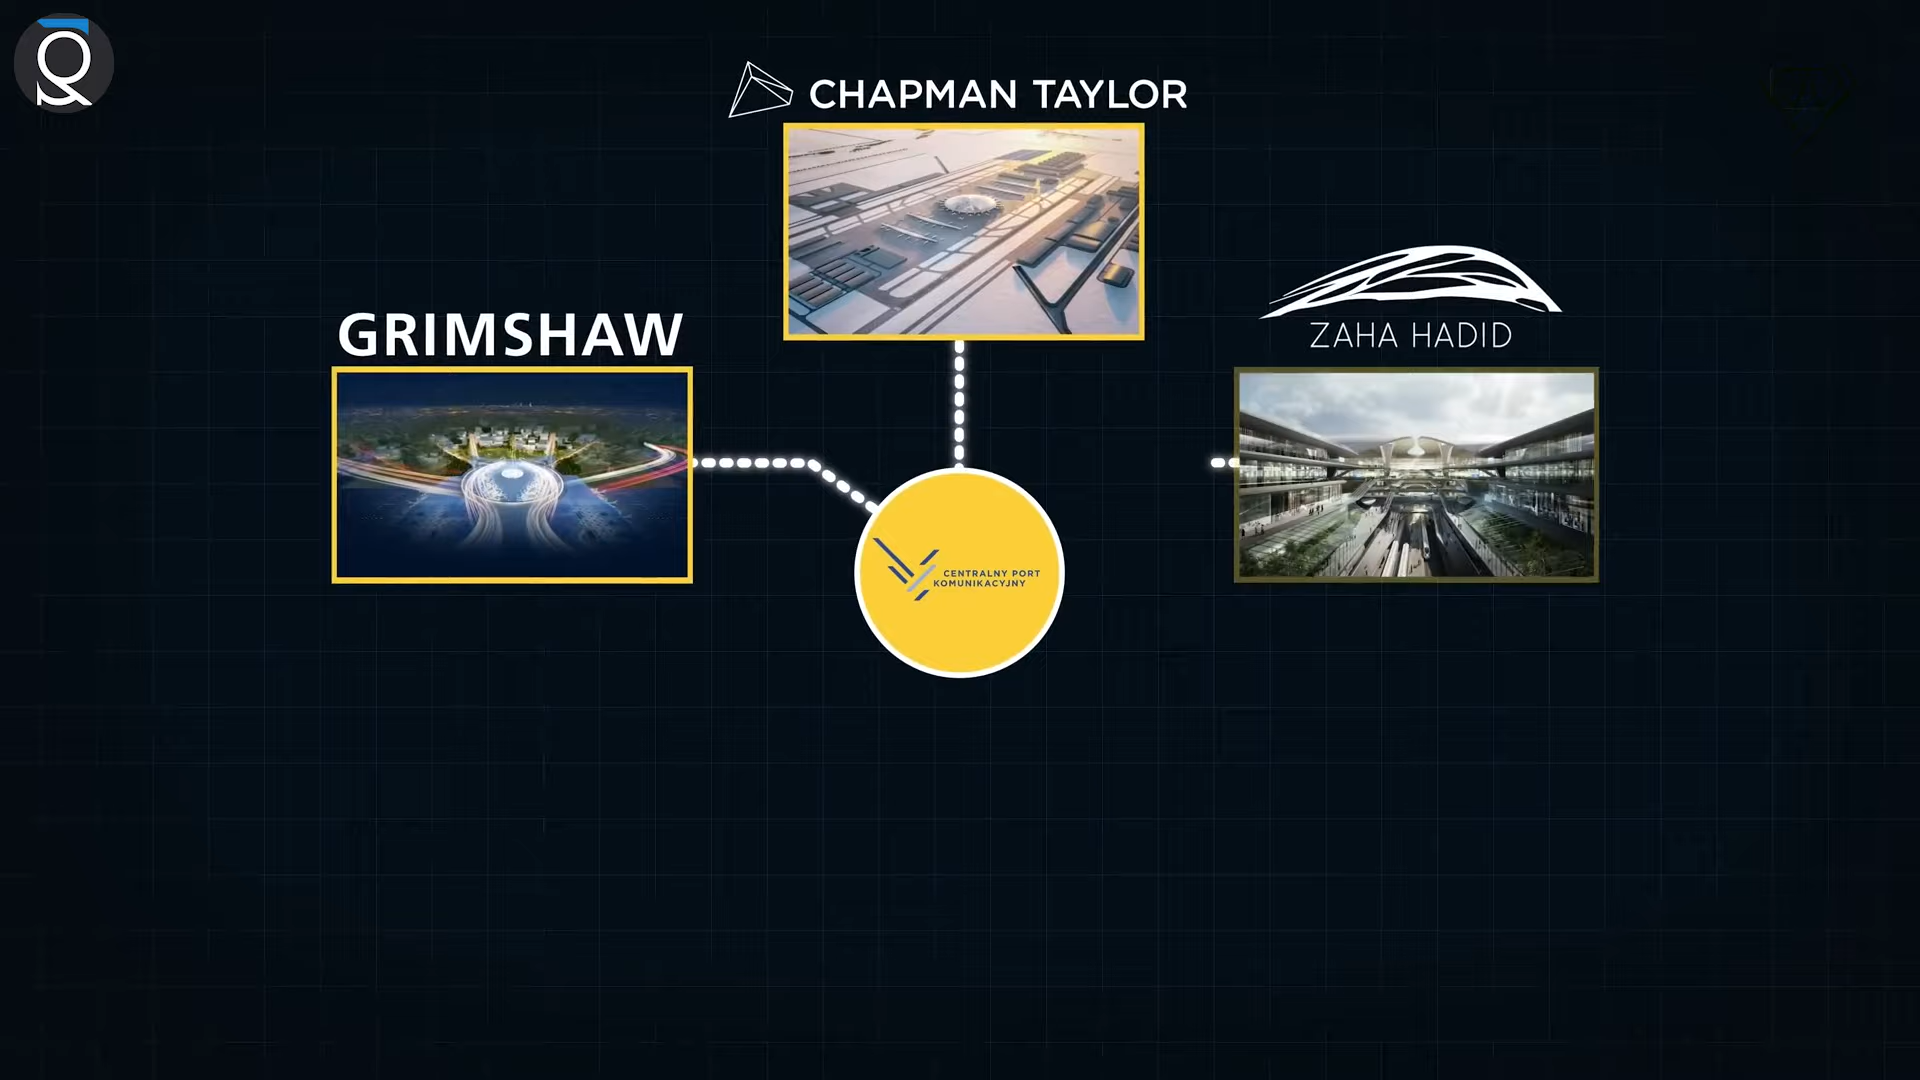 CHAPMAN TAYLOR
ZAHA HADID
GRIMSHAW
CENTRALNY PORT
KOMUNIKACYJNY